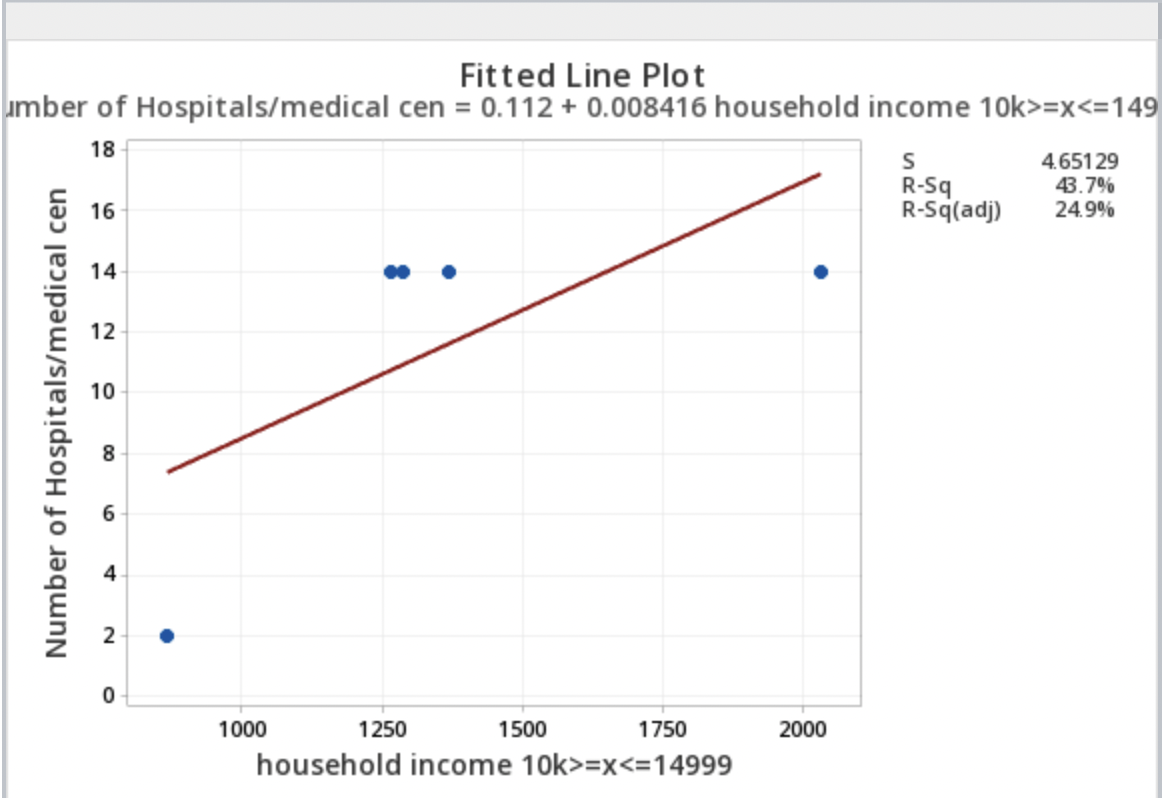 Fitted Line Plot
umber of Hospitals/medical cen = 0.112 + 0.008416 household income 10k>=x<=149
18
16
14
12
10
8
6
4
2
0
Number of Hospitals/medical cen
1000 1250 1500 1750 2000
household income 10k>=x<=14999
S 4.65129
R-Sq 43.7%
R-Sq(adj) 24.9%